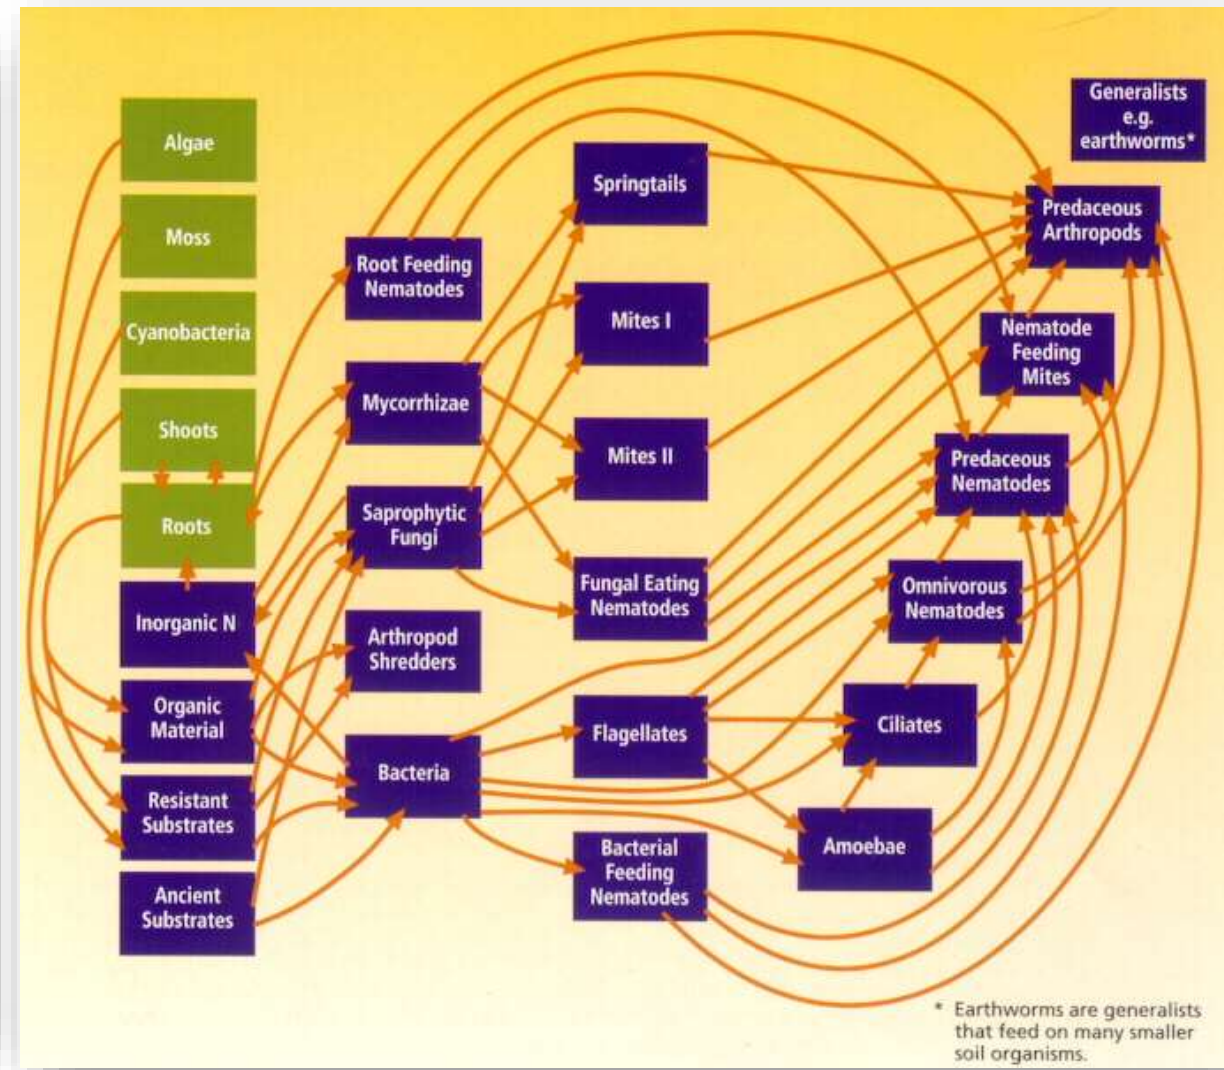 Algae
Moss
Cyanobacteria
Shoots
Roots
Inorganic N
Organic
Material
Resistant
Substrates
Ancient
Substrates
Root Feeding
Nematodes
Mycorrhizae
Saprophytic
Fungi
Arthropod
Shredders
Bacteria
Springtails
Mites I
Mites II
Fungal Eating
Nematodes
Flagellates
Bacterial
Feeding
Nematodes
Generalists
e.g.
earthworms*
Predaceous
Arthropods
Nematode
Feeding
Mites
Predaceous
Nematodes
Omnivorous
Nematodes
Ciliates
Amoebae
* Earthworms are generalists
that feed on many smaller
soil organisms.